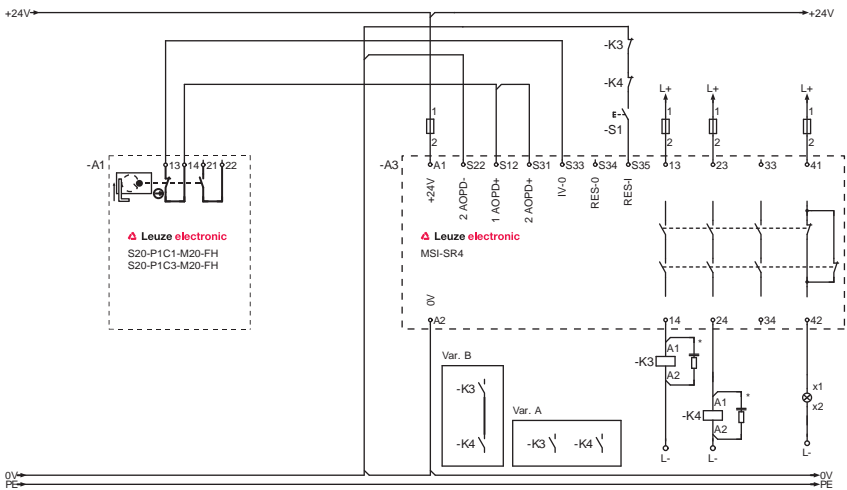 +24V +24V
-K3
-K4
E--
-S1
L+ L+ L+
1 1 1 1
2 2 2 2
-A1 13 14 21 22
-A3 A1 S22 S12 S31 S33 S34 S35 13 23 33 41
+24V
2 AOPD-
1 AOPD+
2 AOPD+
IV-0
RES-0
RES-I
Leuze electronic
S20-P1C1-M20-FH
S20-P1C3-M20-FH
Leuze electronic
MSI-SR4
0V
A2 14 24 34 42
Var. B
-K3
-K4
Var. A
-K3 -K4
-K3 A1 *
A2
-K4 A1 *
A2
x1
x2
L- L- L-
0V 0V
PE PE